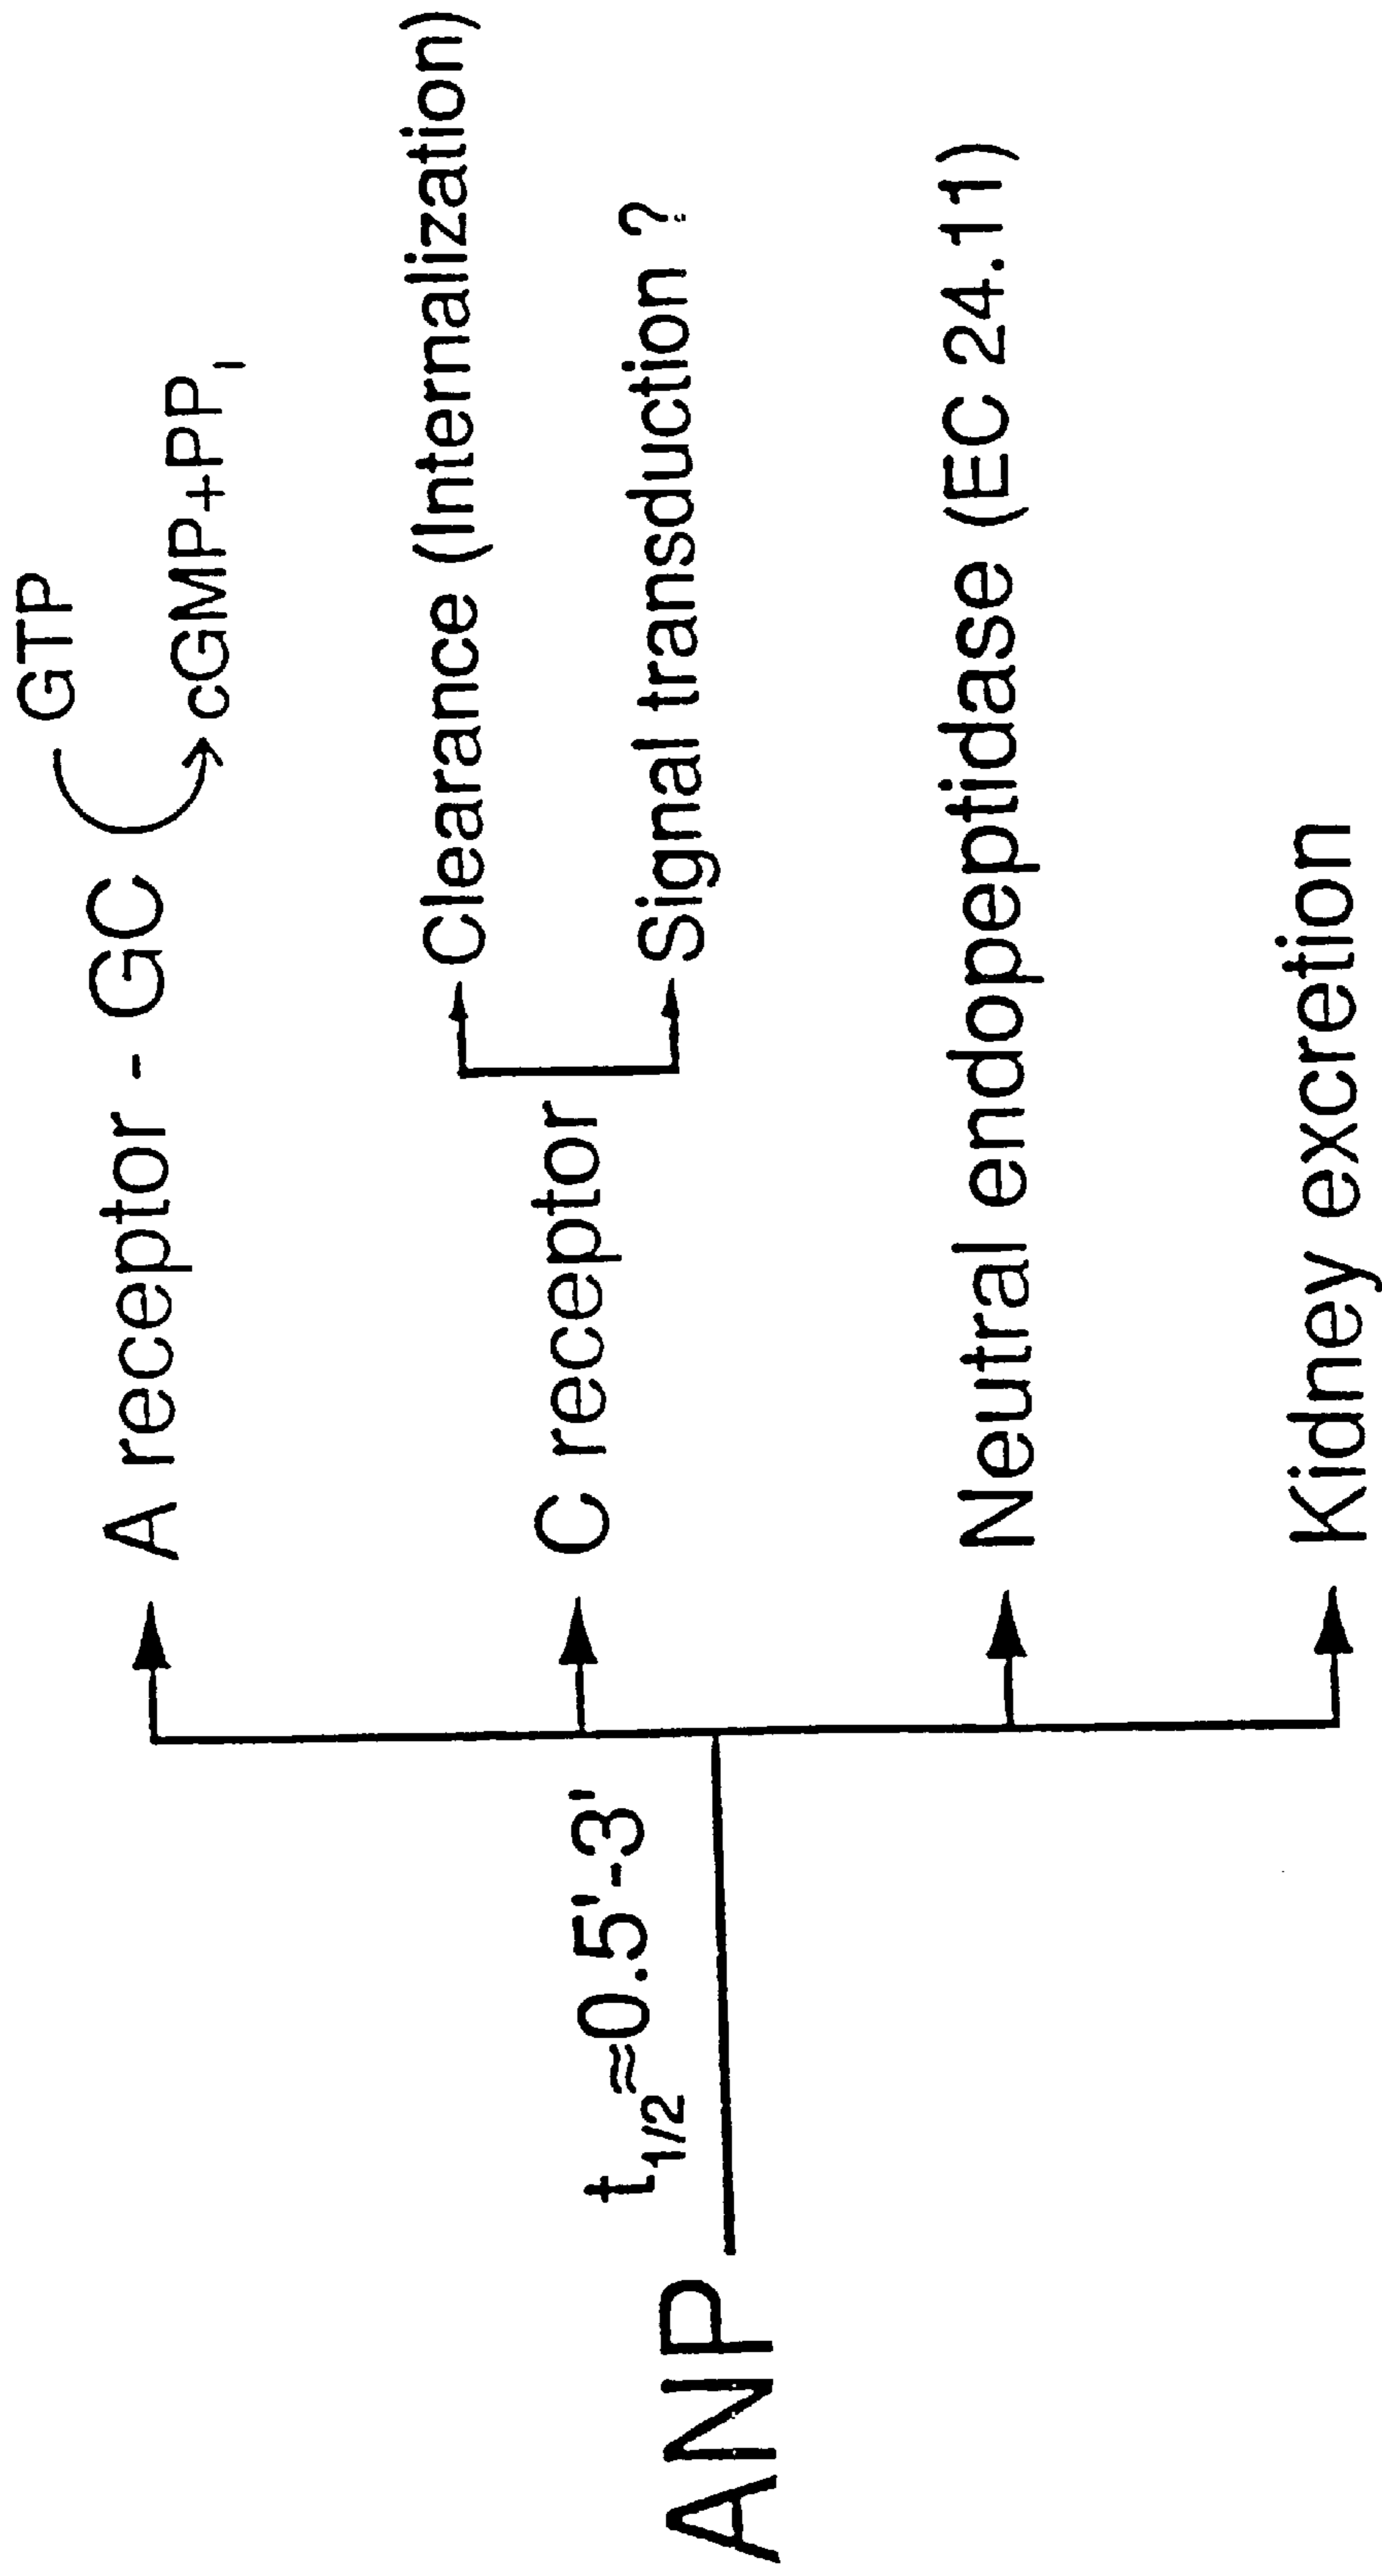 GTP
A receptor - GC
cGMP+PPi
Clearance (Internalization)
C receptor
Signal transduction ?
t1/2≈0.5'-3'
ANP
Neutral endopeptidase (EC 24.11)
Kidney excretion